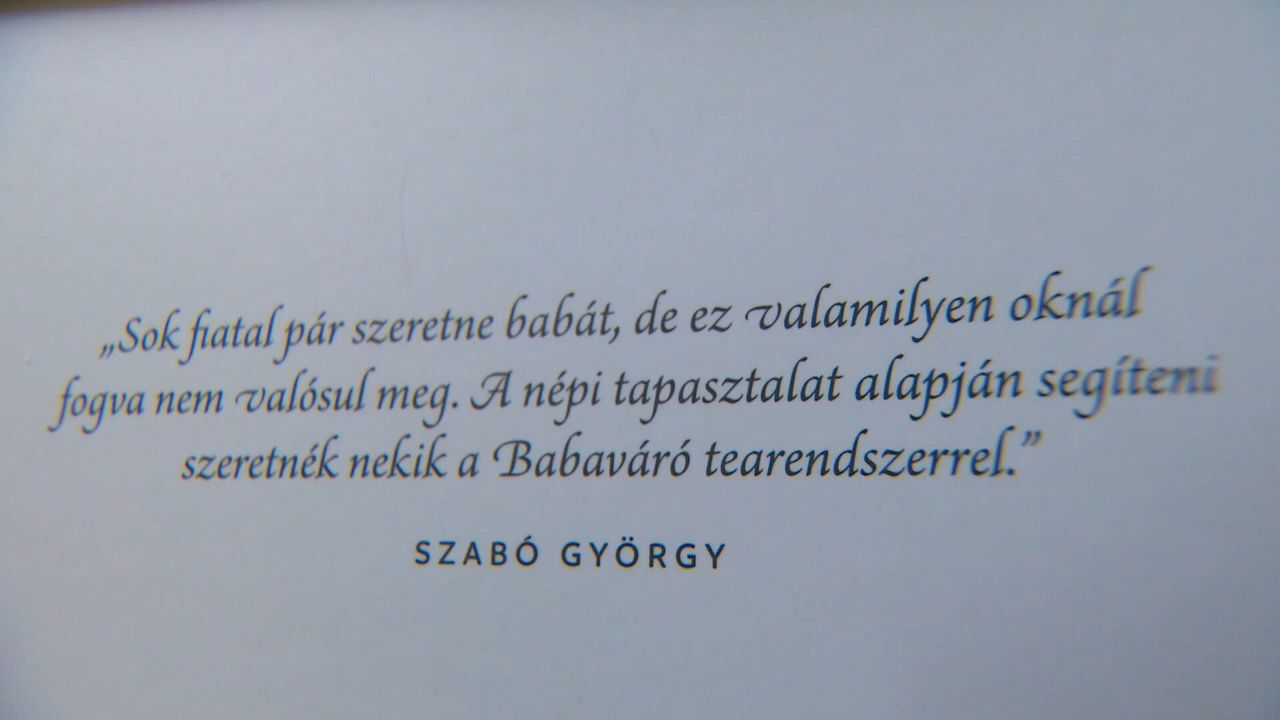 „Sok fiatal pár szeretne babát, de ez valamilyen oknál
fogva nem valósul meg. A népi tapasztalat alapján segíteni
szeretnék nekik a Babaváró tearendszerrel.”
SZABÓ GYÖRGY